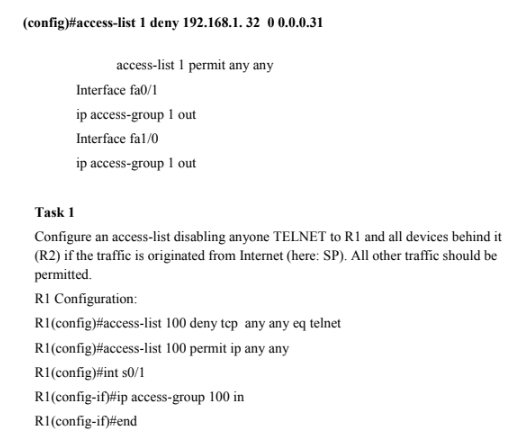 (config)#access-list 1 deny 192.168.1. 32  0 0.0.0.31
access-list 1 permit any any
Interface fa0/1
ip access-group 1 out
Interface fa1/0
ip access-group 1 out
Task 1
Configure an access-list disabling anyone TELNET to R1 and all devices behind it
(R2) if the traffic is originated from Internet (here: SP). All other traffic should be
permitted.
R1 Configuration:
R1(config)#access-list 100 deny tcp  any any eq telnet
R1(config)#access-list 100 permit ip any any
R1(config)#int s0/1
R1(config-if)#ip access-group 100 in
R1(config-if)#end